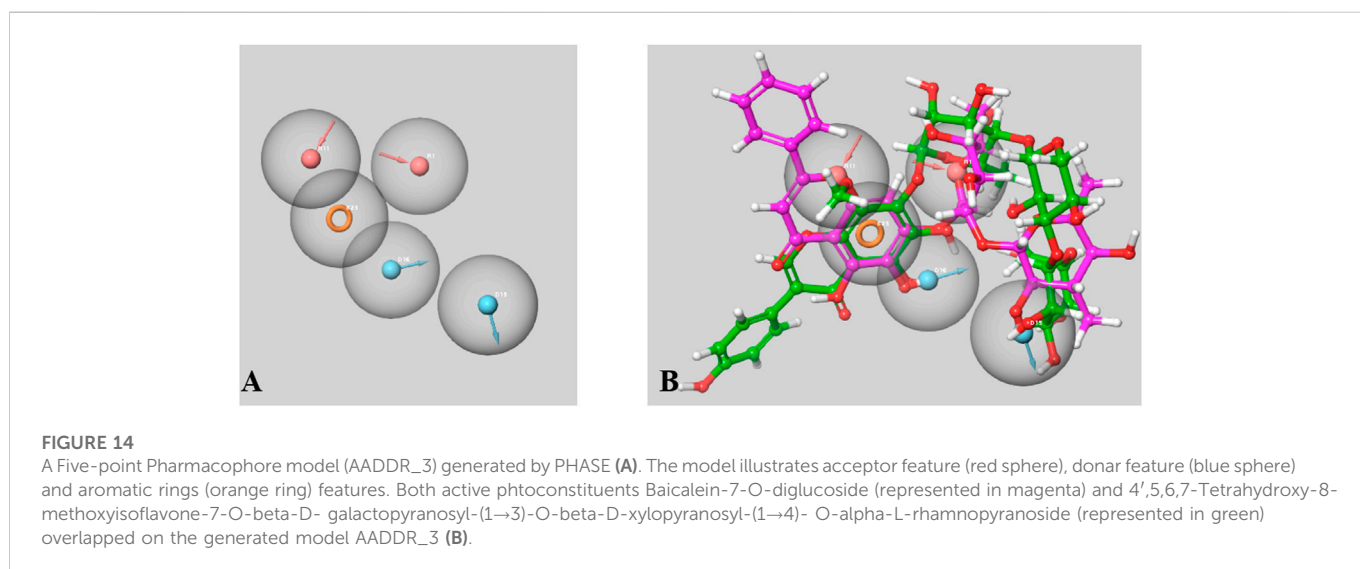 A11
A1
D16
A
B
FIGURE 14
A Five-point Pharmacophore model (AADDR_3) generated by PHASE (A). The model illustrates acceptor feature (red sphere), donar feature (blue sphere)
and aromatic rings (orange ring) features. Both active phtoconstituents Baicalein-7-O-diglucoside (represented in magenta) and 4′,5,6,7-Tetrahydroxy-8-
methoxyisoflavone-7-O-beta-D- galactopyranosyl-(1→3)-O-beta-D-xylopyranosyl-(1→4)- O-alpha-L-rhamnopyranoside (represented in green)
overlapped on the generated model AADDR_3 (B).